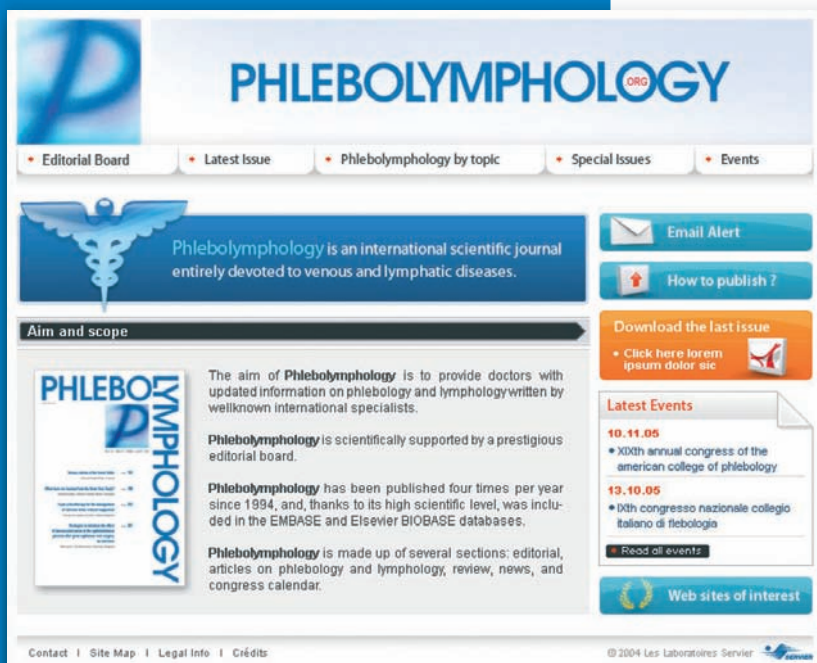 PHLEBOLYMPHOLOGY
.ORG
Editorial Board
Latest Issue
Phlebolymphology by topic
Special Issues
Events
Phlebolymphology is an international scientific journal
entirely devoted to venous and lymphatic diseases.
Email Alert
How to publish ?
Download the last issue
Click here lorem
ipsum dolor sic
Aim and scope
PHLEBO
LYMPHOLOGY
The aim of Phlebolymphology is to provide doctors with
updated information on phlebology and lymphologywritten by
wellknown international specialists.
Phlebolymphology is scientifically supported by a prestigious
editorial board.
Phlebolymphology has been published four times per year
since 1994, and, thanks to its high scientific level, was inclu-
ded in the EMBASE and Elsevier BIOBASE databases.
Phlebolymphology is made up of several sections: editorial,
articles on phlebology and lymphology, review, news, and
congress calendar.
Latest Events
10.11.05
XIXth annual congress of the
american college of phlebology
13.10.05
IXth congresso nazionale collegio
italiano di flebologia
Read all events
Web sites of interest
Contact I Site Map I Legal Info I Crédits
© 2004 Les Laboratoires Servier
SERVIER